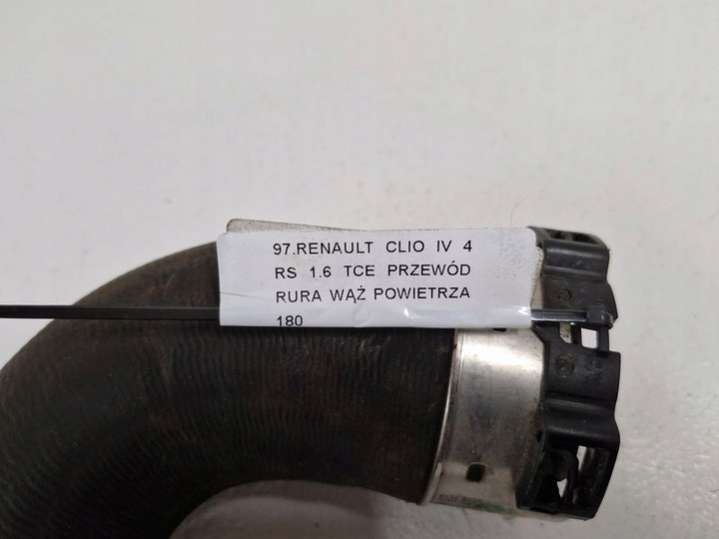 97.RENAULT CLIO IV 4
RS 1.6 TCE PRZEWÓD
RURA WĄŻ POWIETRZA
180